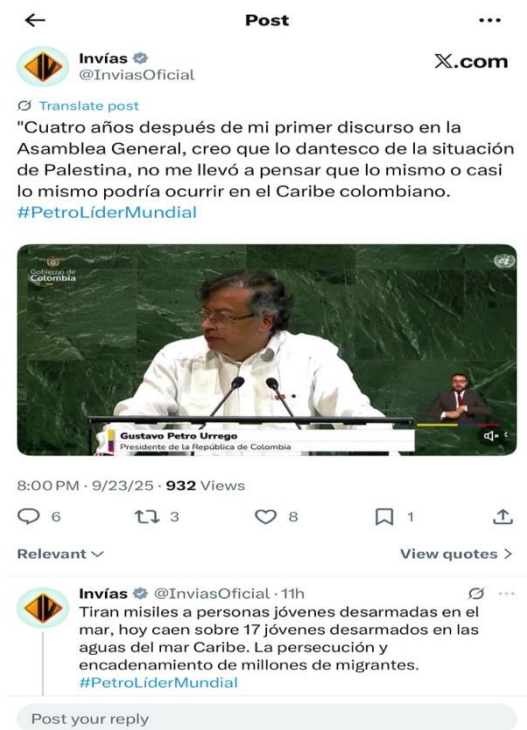 Post
Invías
@InviasOficial
X.com
Translate post
"Cuatro años después de mi primer discurso en la
Asamblea General, creo que lo dantesco de la situación
de Palestina, no me llevó a pensar que lo mismo o casi
lo mismo podría ocurrir en el Caribe colombiano.
#PetroLíderMundial
Gobierno de
Colombia
Gustavo Petro Urrego
Presidente de la República de Colombia
8:00 PM · 9/23/25 · 932 Views
6 3 8 1
Relevant
View quotes >
Invías @InviasOficial · 11h
Tiran misiles a personas jóvenes desarmadas en el
mar, hoy caen sobre 17 jóvenes desarmados en las
aguas del mar Caribe. La persecución y
encadenamiento de millones de migrantes.
#PetroLíderMundial
Post your reply